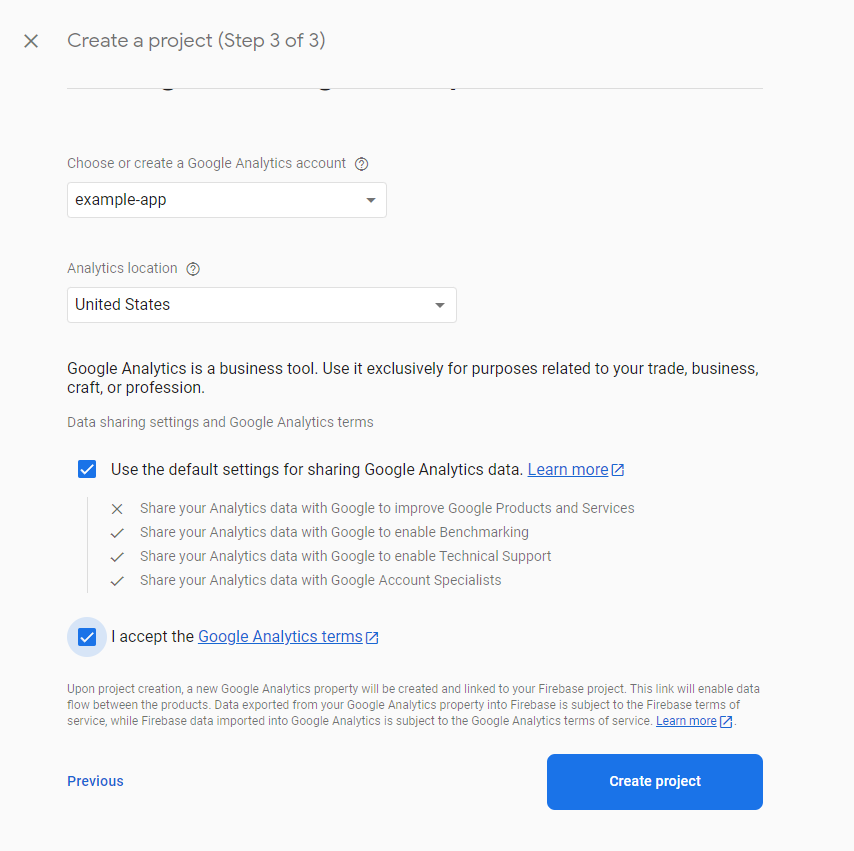 Create a project (Step 3 of 3)
Choose or create a Google Analytics account
example-app
Analytics location
United States
Google Analytics is a business tool. Use it exclusively for purposes related to your trade, business,
craft, or profession.
Data sharing settings and Google Analytics terms
Use the default settings for sharing Google Analytics data. Learn more
Share your Analytics data with Google to improve Google Products and Services
Share your Analytics data with Google to enable Benchmarking
Share your Analytics data with Google to enable Technical Support
Share your Analytics data with Google Account Specialists
I accept the Google Analytics terms
Upon project creation, a new Google Analytics property will be created and linked to your Firebase project. This link will enable data
flow between the products. Data exported from your Google Analytics property into Firebase is subject to the Firebase terms of
service, while Firebase data imported into Google Analytics is subject to the Google Analytics terms of service. Learn more.
Previous
Create project